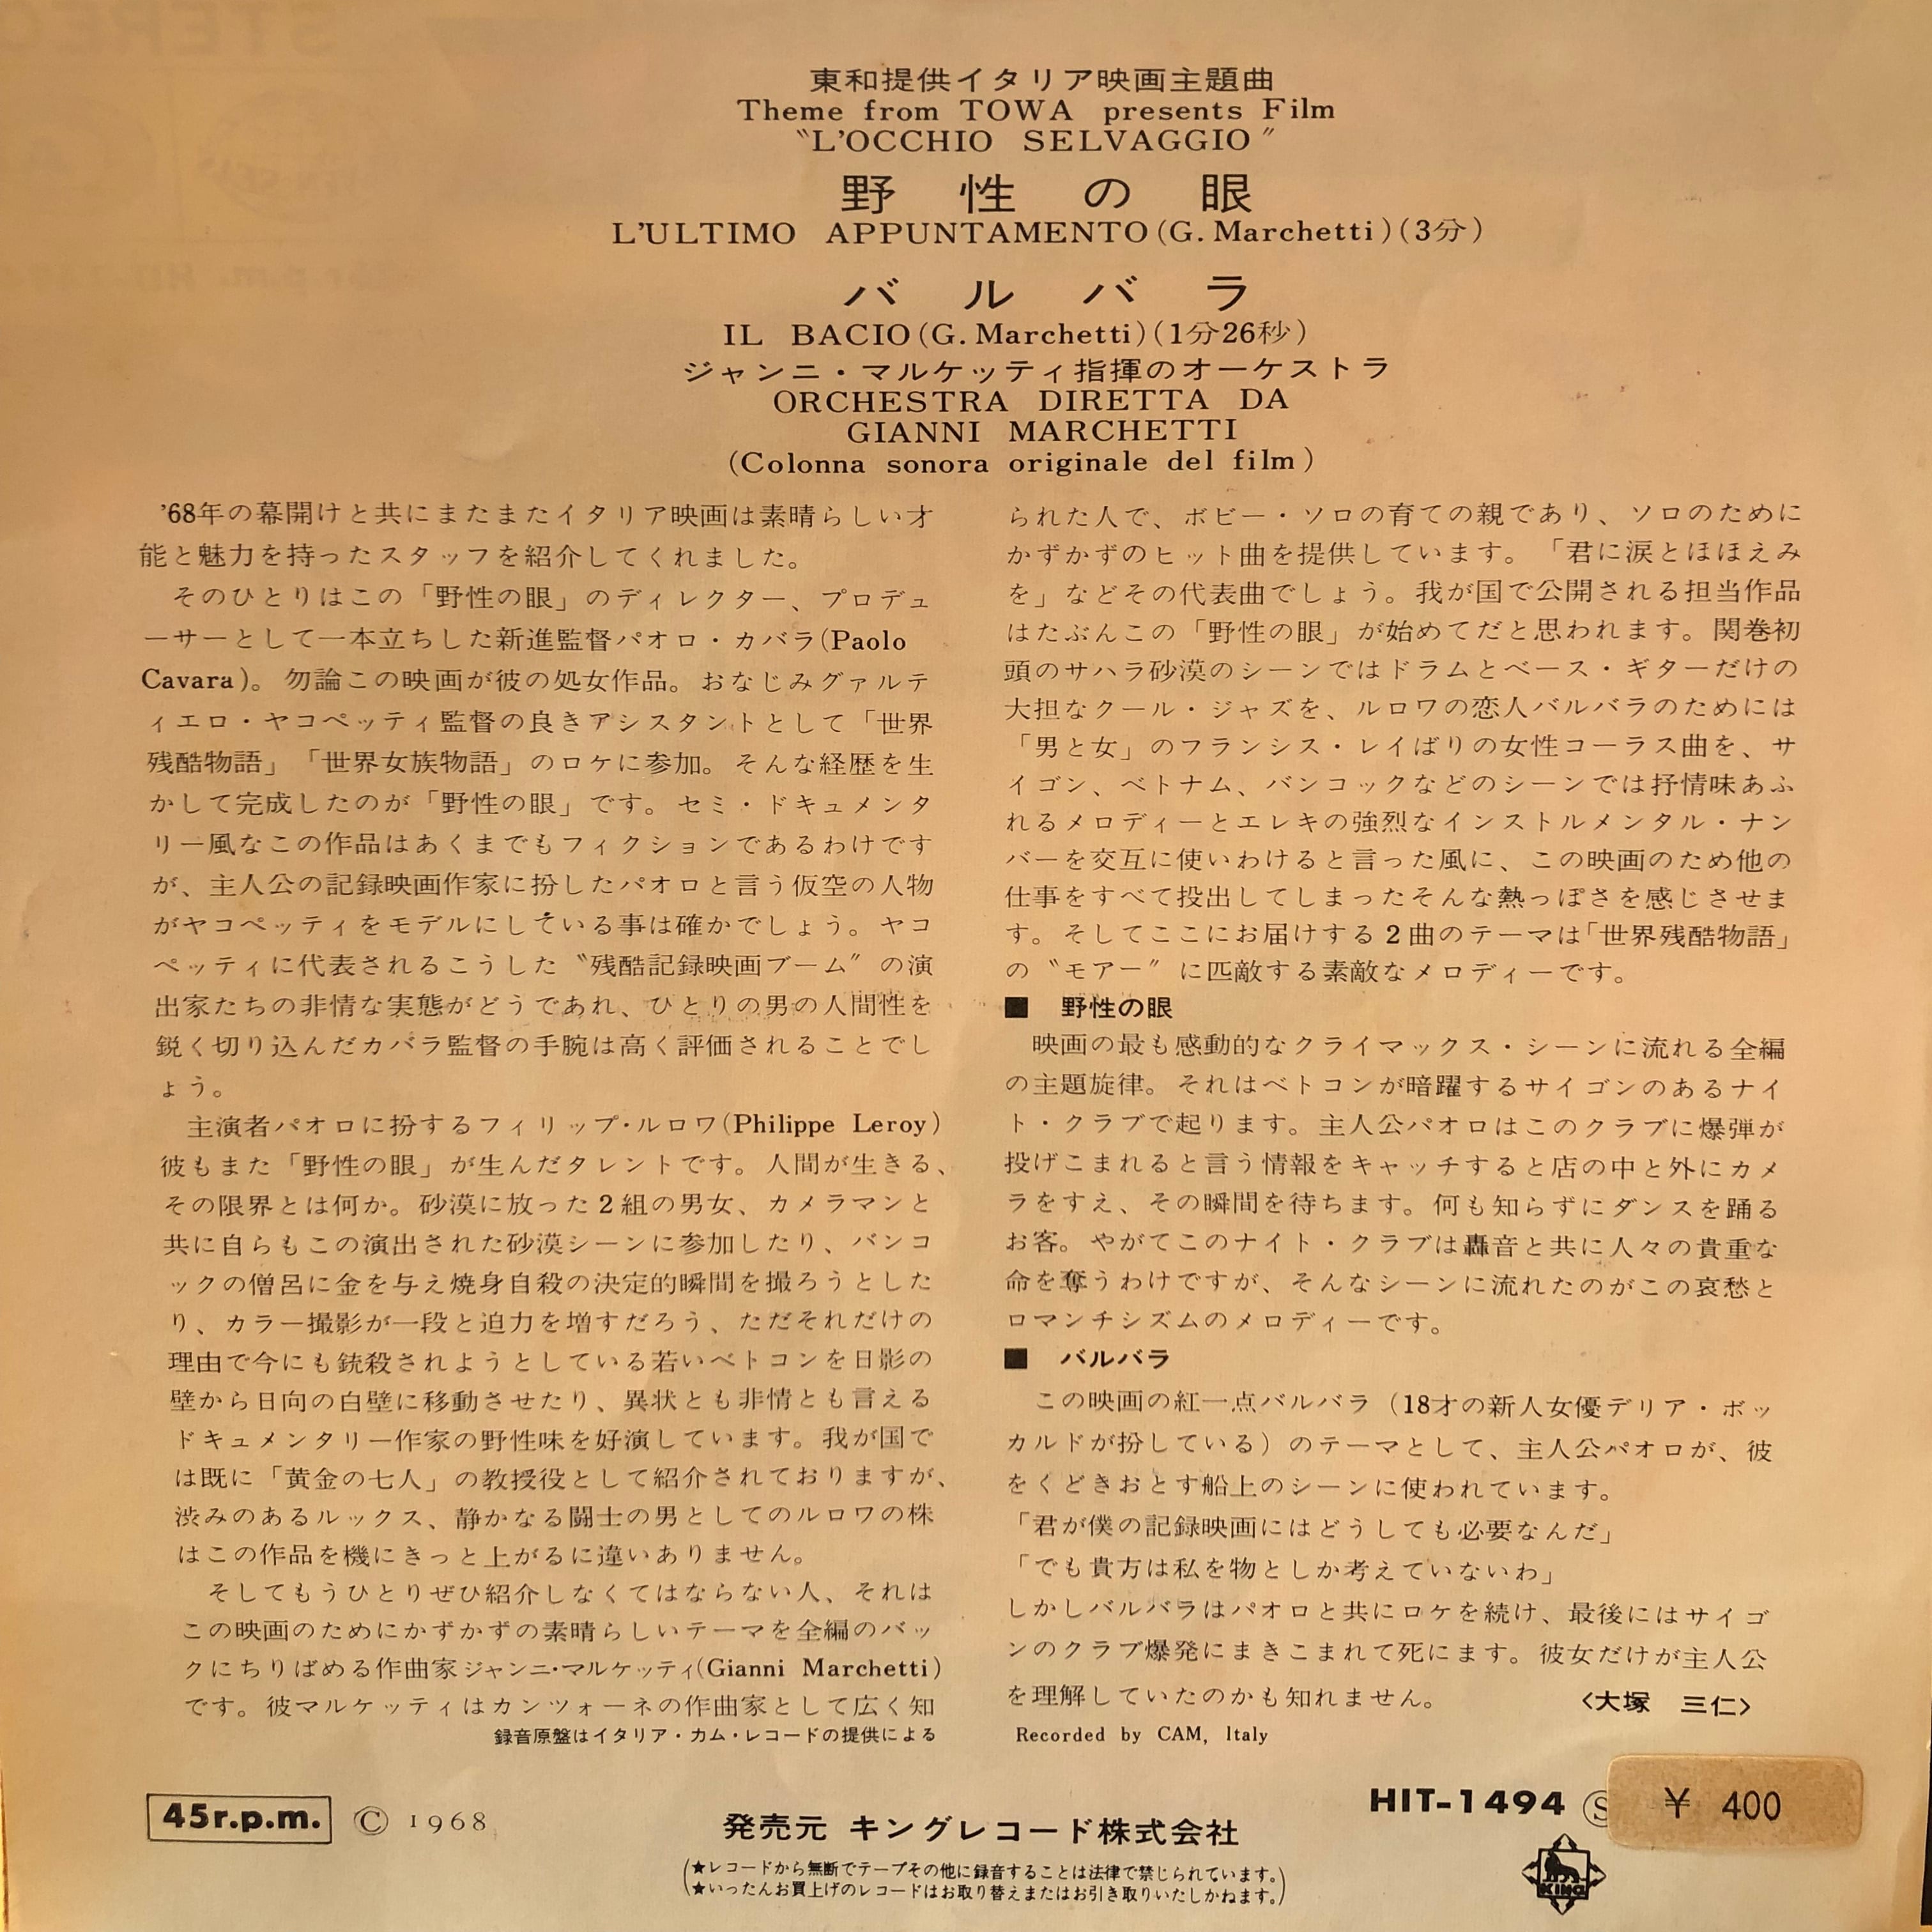 東和提供イタリア映画主題曲
Theme from TOWA presents Film
〝L'OCCHIO SELVAGGIO〞
野性の眼
L'ULTIMO APPUNTAMENTO (G. Marchetti) (3分)
バルバラ
IL BACIO (G. Marchetti) (1分26秒)
ジャンニ・マルケッティ指揮のオーケストラ
ORCHESTRA DIRETTA DA
GIANNI MARCHETTI
(Colonna sonora originale del film)
'68年の幕開けと共にまたまたイタリア映画は素晴らしい才
能と魅力を持ったスタッフを紹介してくれました。
そのひとりはこの「野性の眼」のディレクター、プロデュ
ーサーとして一本立ちした新進監督パオロ・カバラ(Paolo
Cavara)。勿論この映画が彼の処女作品。おなじみグァルテ
ィエロ・ヤコペッティ監督の良きアシスタントとして「世界
残酷物語」「世界女族物語」のロケに参加。そんな経歴を生
かして完成したのが「野性の眼」です。セミ・ドキュメンタ
リー風なこの作品はあくまでもフィクションであるわけです
が、主人公の記録映画作家に扮したパオロと言う仮空の人物
がヤコペッティをモデルにしている事は確かでしょう。ヤコ
ペッティに代表されるこうした〝残酷記録映画ブーム〞の演
出家たちの非情な実態がどうであれ、ひとりの男の人間性を
鋭く切り込んだカバラ監督の手腕は高く評価されることでし
ょう。
主演者パオロに扮するフィリップ・ルロワ(Philippe Leroy)
彼もまた「野性の眼」が生んだタレントです。人間が生きる、
その限界とは何か。砂漠に放った2組の男女、カメラマンと
共に自らもこの演出された砂漠シーンに参加したり、バンコ
ックの僧呂に金を与え焼身自殺の決定的瞬間を撮ろうとした
り、カラー撮影が一段と迫力を増すだろう、ただそれだけの
理由で今にも銃殺されようとしている若いベトコンを日影の
壁から日向の白壁に移動させたり、異状とも非情とも言える
ドキュメンタリー作家の野性味を好演しています。我が国で
は既に「黄金の七人」の教授役として紹介されておりますが、
渋みのあるルックス、静かなる闘士の男としてのルロワの株
はこの作品を機にきっと上がるに違いありません。
そしてもうひとりぜひ紹介しなくてはならない人、それは
この映画のためにかずかずの素晴らしいテーマを全編のバッ
クにちりばめる作曲家ジャンニ・マルケッティ(Gianni Marchetti)
です。彼マルケッティはカンツォーネの作曲家として広く知
録音原盤はイタリア・カム・レコードの提供による
られた人で、ボビー・ソロの育ての親であり、ソロのために
かずかずのヒット曲を提供しています。「君に涙とほほえみ
を」などその代表曲でしょう。我が国で公開される担当作品
はたぶんこの「野性の眼」が始めてだと思われます。関巻初
頭のサハラ砂漠のシーンではドラムとベース・ギターだけの
大担なクール・ジャズを、ルロワの恋人バルバラのためには
「男と女」のフランシス・レイばりの女性コーラス曲を、サ
イゴン、ベトナム、バンコックなどのシーンでは抒情味あふ
れるメロディーとエレキの強烈なインストルメンタル・ナン
バーを交互に使いわけると言った風に、この映画のため他の
仕事をすべて投出してしまったそんな熱っぽさを感じさせま
す。そしてここにお届けする2曲のテーマは「世界残酷物語」
の〝モアー〞に匹敵する素敵なメロディーです。
■ 野性の眼
映画の最も感動的なクライマックス・シーンに流れる全編
の主題旋律。それはベトコンが暗躍するサイゴンのあるナイ
ト・クラブで起ります。主人公パオロはこのクラブに爆弾が
投げこまれると言う情報をキャッチすると店の中と外にカメ
ラをすえ、その瞬間を待ちます。何も知らずにダンスを踊る
お客。やがてこのナイト・クラブは轟音と共に人々の貴重な
命を奪うわけですが、そんなシーンに流れたのがこの哀愁と
ロマンチシズムのメロディーです。
■ バルバラ
この映画の紅一点バルバラ(18才の新人女優デリア・ボッ
カルドが扮している)のテーマとして、主人公パオロが、彼
をくどきおとす船上のシーンに使われています。
「君が僕の記録映画にはどうしても必要なんだ」
「でも貴方は私を物としか考えていないわ」
しかしバルバラはパオロと共にロケを続け、最後にはサイゴ
ンのクラブ爆発にまきこまれて死にます。彼女だけが主人公
を理解していたのかも知れません。 〈大塚 三仁〉
Recorded by CAM, Italy
45r.p.m. © 1968
発売元 キングレコード株式会社
HIT-1494 Ⓢ
¥ 400
(★レコードから無断でテープその他に録音することは法律で禁じられています。)
(★いったんお買上げのレコードはお取り替えまたはお引き取りいたしかねます。)
KING